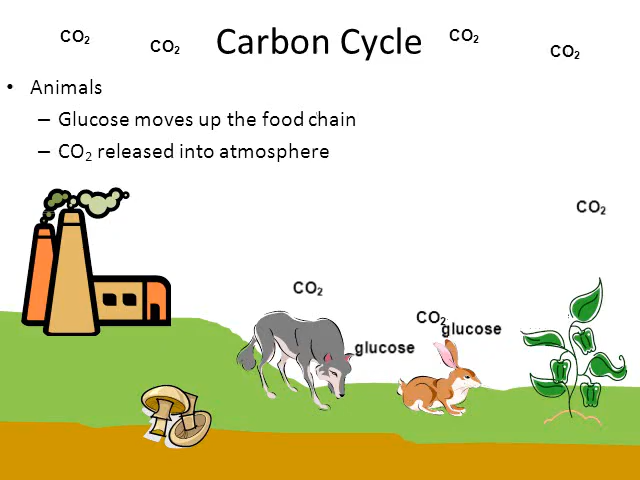 CO₂
CO₂
Carbon Cycle
CO₂
CO₂
• Animals
– Glucose moves up the food chain
– CO₂ released into atmosphere
CO₂
CO₂
CO₂
glucose
glucose